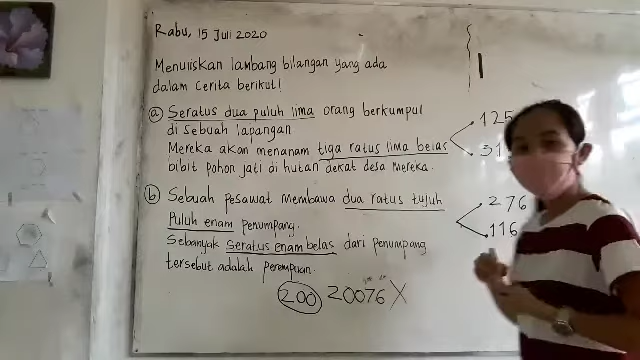 Rabu, 15 Juli 2020
Menuliskan lambang bilangan yang ada
dalam cerita berikut!
a Seratus dua puluh lima orang berkumpul
di sebuah lapangan
Mereka akan menanam tiga ratus lima belas
bibit pohon jati di hutan dekat desa mereka.
125
31
b Sebuah pesawat membawa dua ratus tujuh
puluh enam penumpang.
Sebanyak seratus enam belas dari penumpang
tersebut adalah perempuan.
276
116
200 20076 X